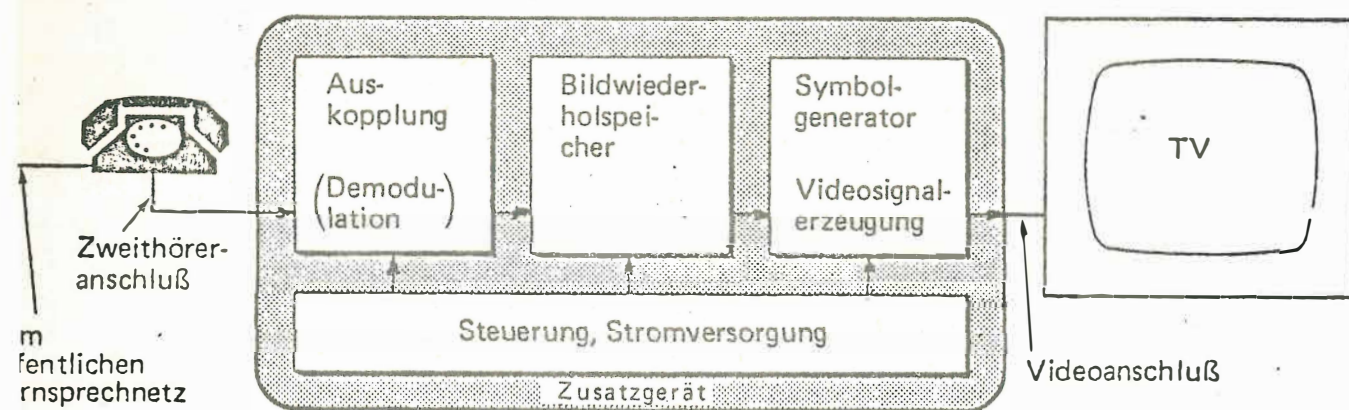 Aus-
kopplung
(Demodu-
lation)
Bildwieder-
holspei-
cher
Symbol-
generator
Videosignal-
erzeugung
TV
Zweithörer-
anschluß
m
fentlichen
rnsprechnetz
Steuerung, Stromversorgung
Zusatzgerät
Videoanschluß